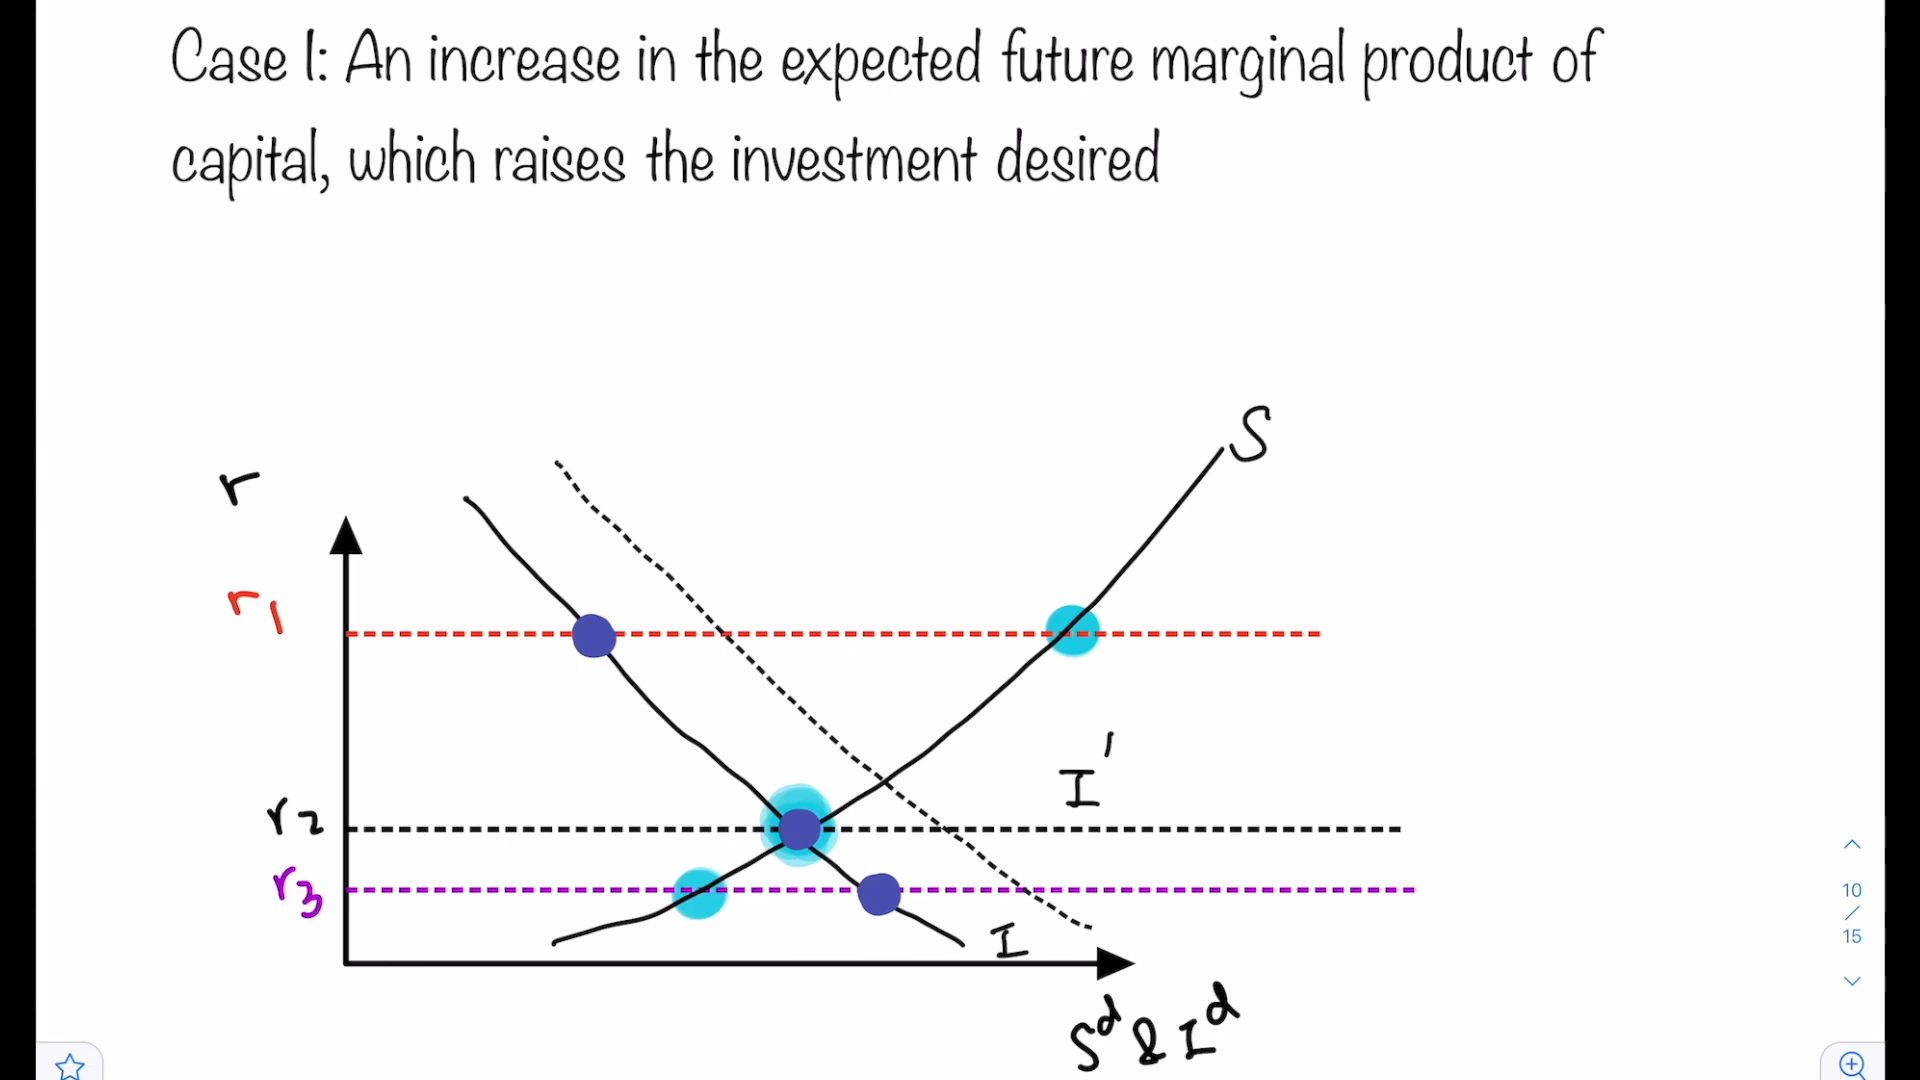 Case 1: An increase in the expected future marginal product of
capital, which raises the investment desired
S
r
r1
I'
r2
r3
I
S^d & I^d
10
/
15